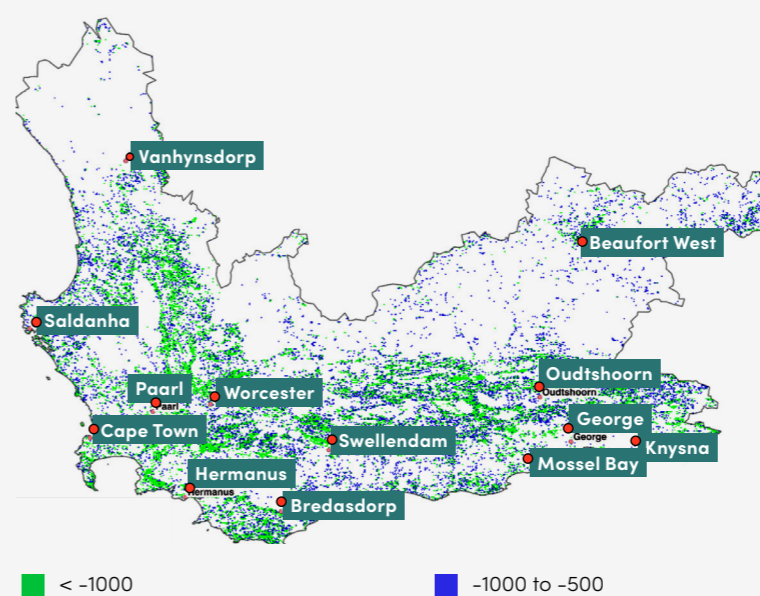 Vanhynsdorp
Beaufort West
Saldanha
Oudtshoorn
Oudtshoorn
Paarl
Paarl
Worcester
George
George
Cape Town
Swellendam
Knysna
Mossel Bay
Hermanus
Hermanus
Bredasdorp
< -1000
-1000 to -500